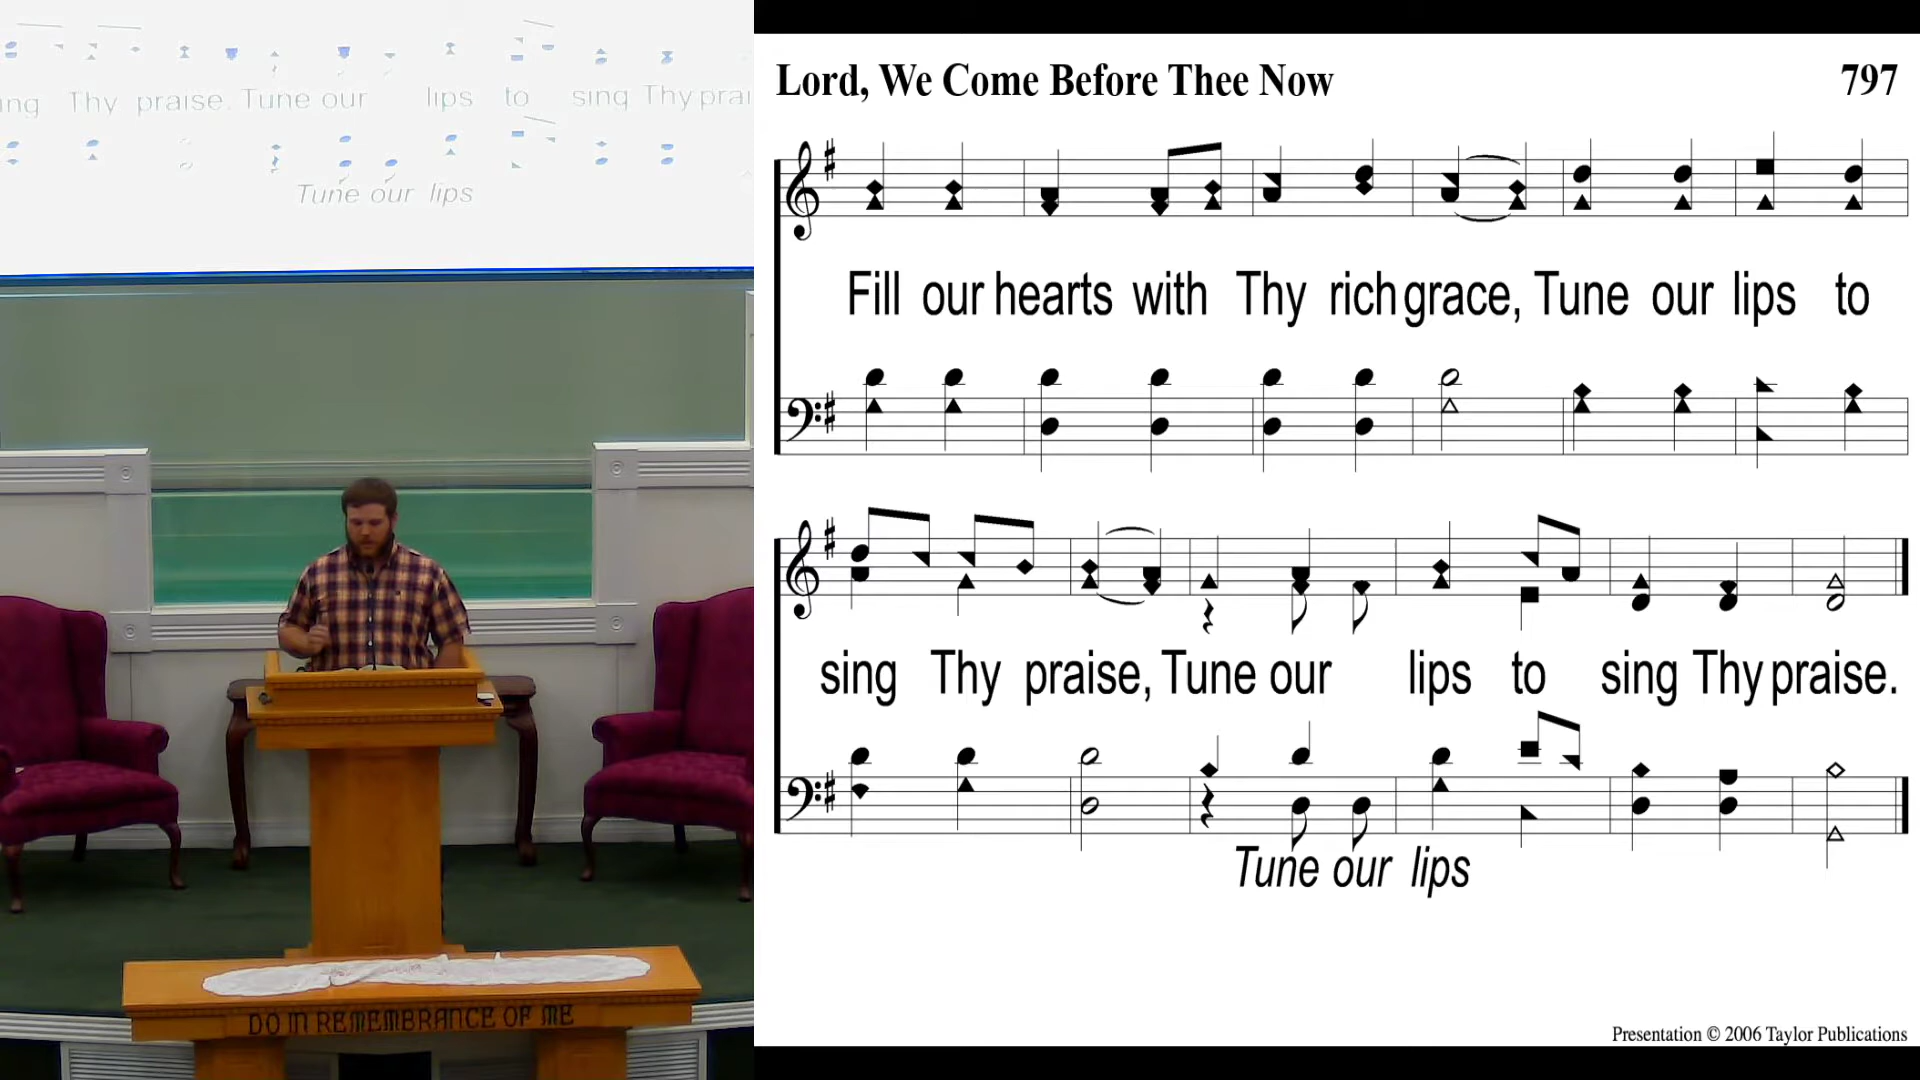 ing Thy praise. Tune our lips to sing Thy prai
Tune our lips
DO IN REMEMBRANCE OF ME
Lord, We Come Before Thee Now 797
Fill our hearts with Thy rich grace, Tune our lips to
sing Thy praise, Tune our lips to sing Thy praise.
Tune our lips
Presentation © 2006 Taylor Publications